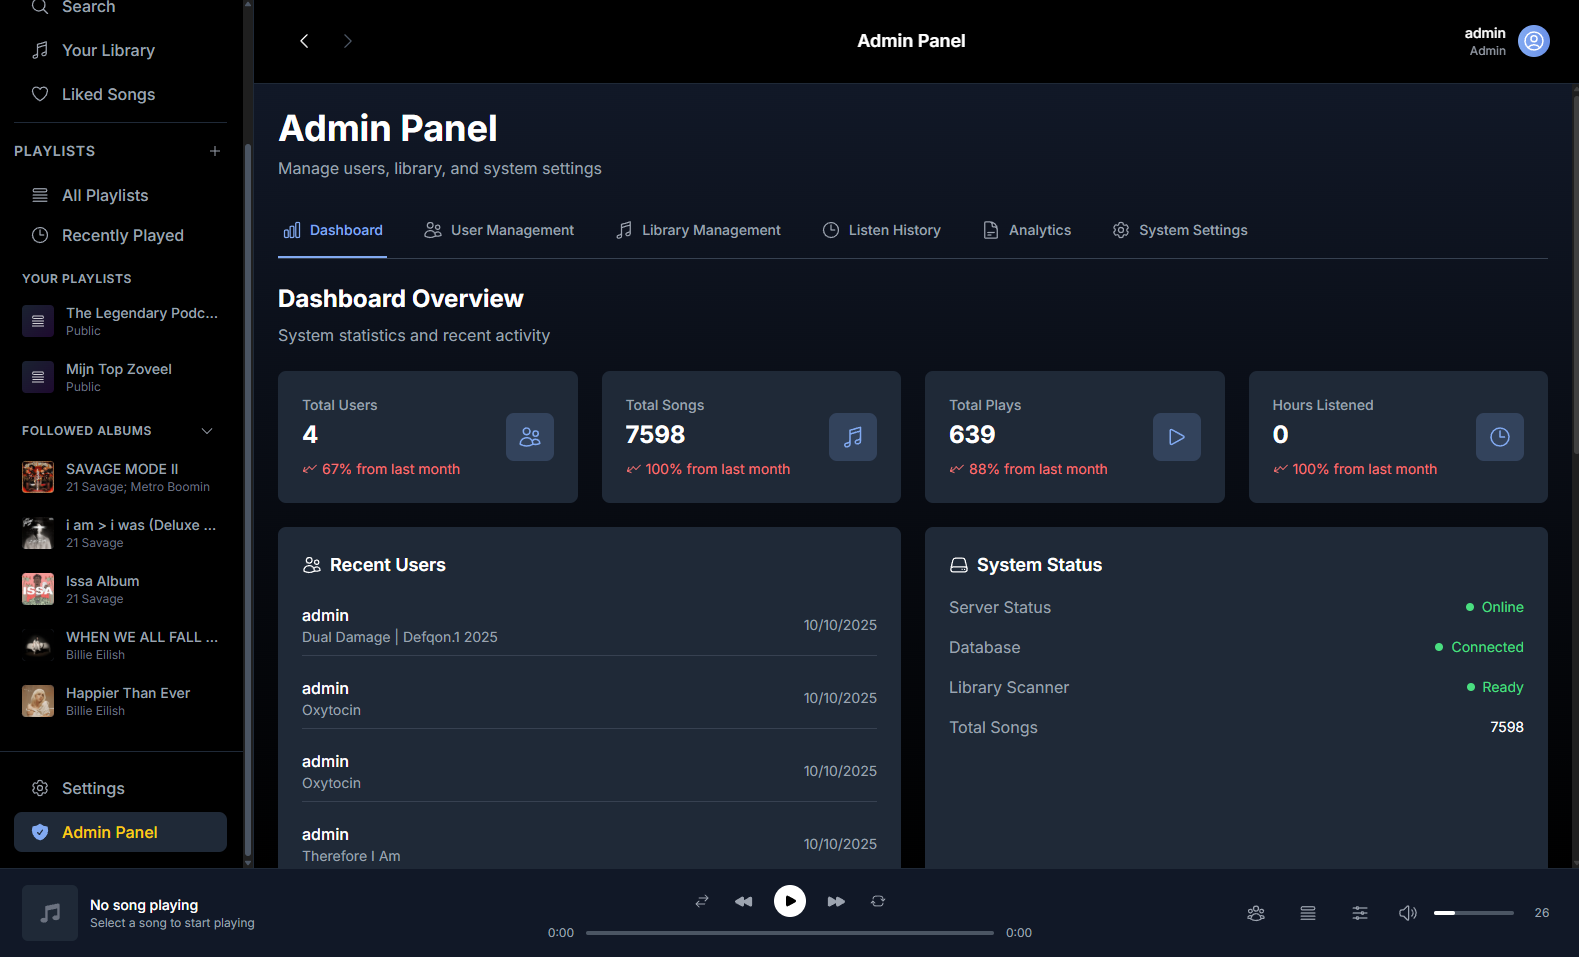 Search
Your Library
Liked Songs
PLAYLISTS
All Playlists
Recently Played
YOUR PLAYLISTS
The Legendary Podc...
Public
Mijn Top Zoveel
Public
FOLLOWED ALBUMS
SAVAGE MODE II
21 Savage; Metro Boomin
i am > i was (Deluxe ...
21 Savage
ISSA
Issa Album
21 Savage
WHEN WE ALL FALL ...
Billie Eilish
Happier Than Ever
Billie Eilish
Settings
Admin Panel
Admin Panel
admin
Admin
Admin Panel
Manage users, library, and system settings
Dashboard
User Management
Library Management
Listen History
Analytics
System Settings
Dashboard Overview
System statistics and recent activity
Total Users
4
67% from last month
Total Songs
7598
100% from last month
Total Plays
639
88% from last month
Hours Listened
0
100% from last month
Recent Users
admin
Dual Damage | Defqon.1 2025
10/10/2025
admin
Oxytocin
10/10/2025
admin
Oxytocin
10/10/2025
admin
Therefore I Am
10/10/2025
System Status
Server Status
Online
Database
Connected
Library Scanner
Ready
Total Songs
7598
No song playing
Select a song to start playing
0:00
0:00
26